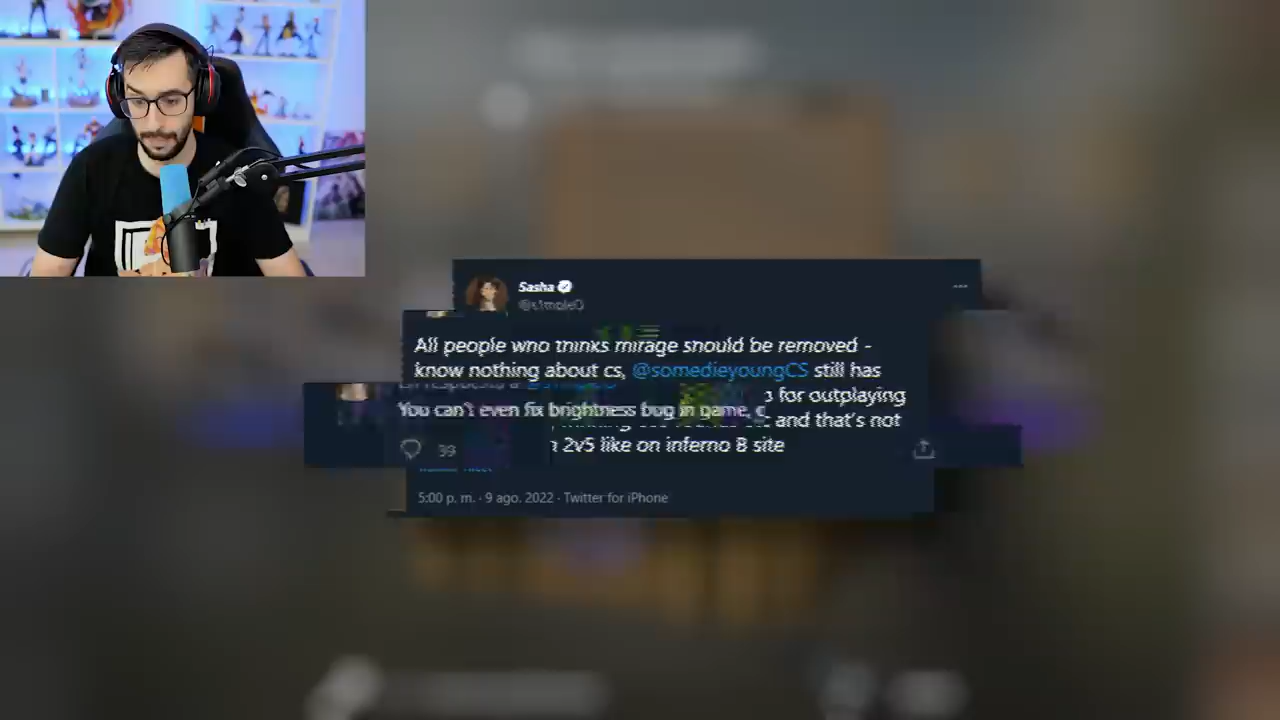 Sasha
@s1mpleO
All people who thinks mirage should be removed -
know nothing about cs, @somedieyoungCS still has
for outplaying
You can't even fix brightness bug in game, c
and that's not
2v5 like on inferno B site
39
5:00 p. m. · 9 ago. 2022 · Twitter for iPhone